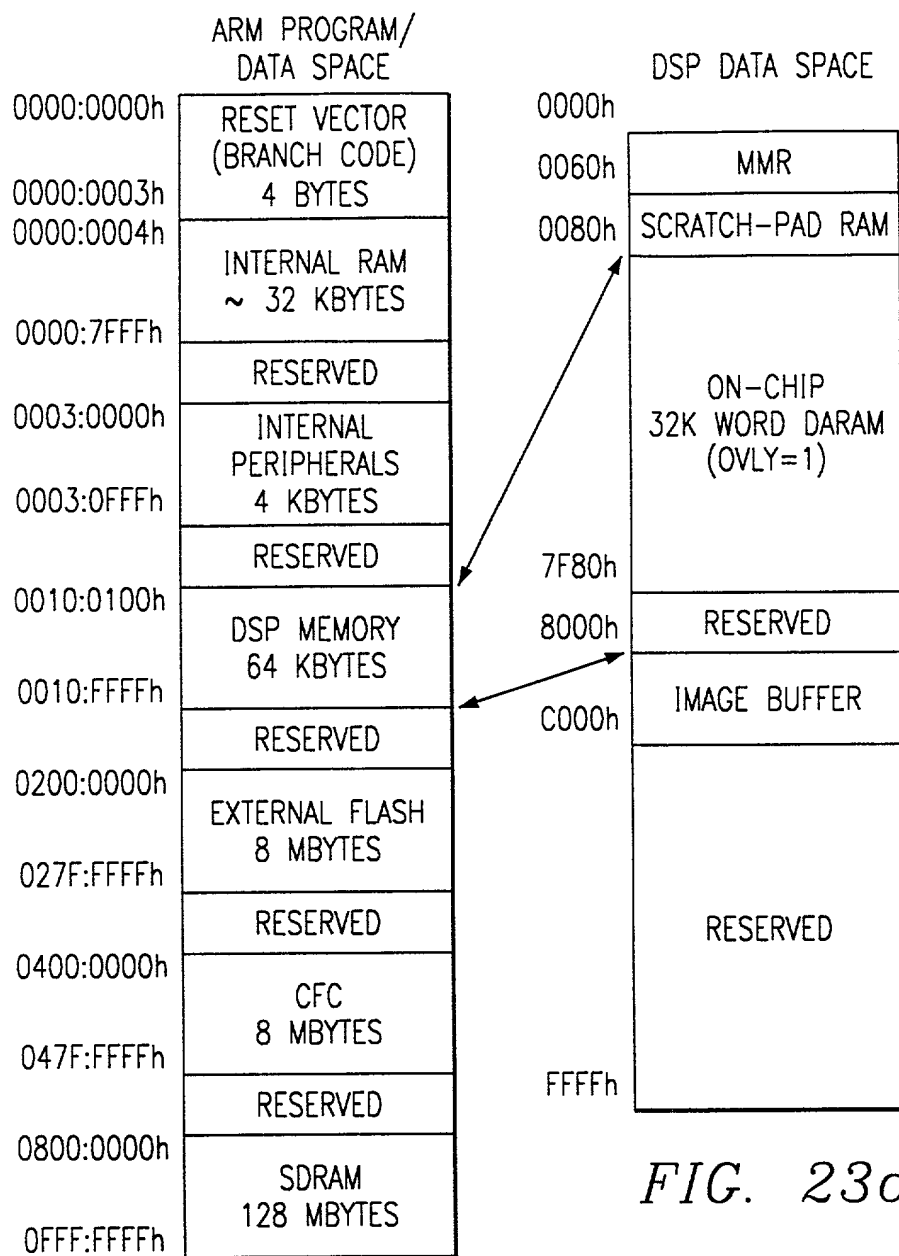 ARM PROGRAM/
DATA SPACE
0000:0000h
RESET VECTOR
(BRANCH CODE)
4 BYTES
0000:0003h
0000:0004h
INTERNAL RAM
~ 32 KBYTES
0000:7FFFh
RESERVED
0003:0000h
INTERNAL
PERIPHERALS
4 KBYTES
0003:0FFFh
RESERVED
0010:0100h
DSP MEMORY
64 KBYTES
0010:FFFFh
RESERVED
0200:0000h
EXTERNAL FLASH
8 MBYTES
027F:FFFFh
RESERVED
0400:0000h
CFC
8 MBYTES
047F:FFFFh
RESERVED
0800:0000h
SDRAM
128 MBYTES
0FFF:FFFFh
DSP DATA SPACE
0000h
MMR
0060h
SCRATCH-PAD RAM
0080h
ON-CHIP
32K WORD DARAM
(OVLY=1)
7F80h
RESERVED
8000h
IMAGE BUFFER
C000h
RESERVED
FFFFh